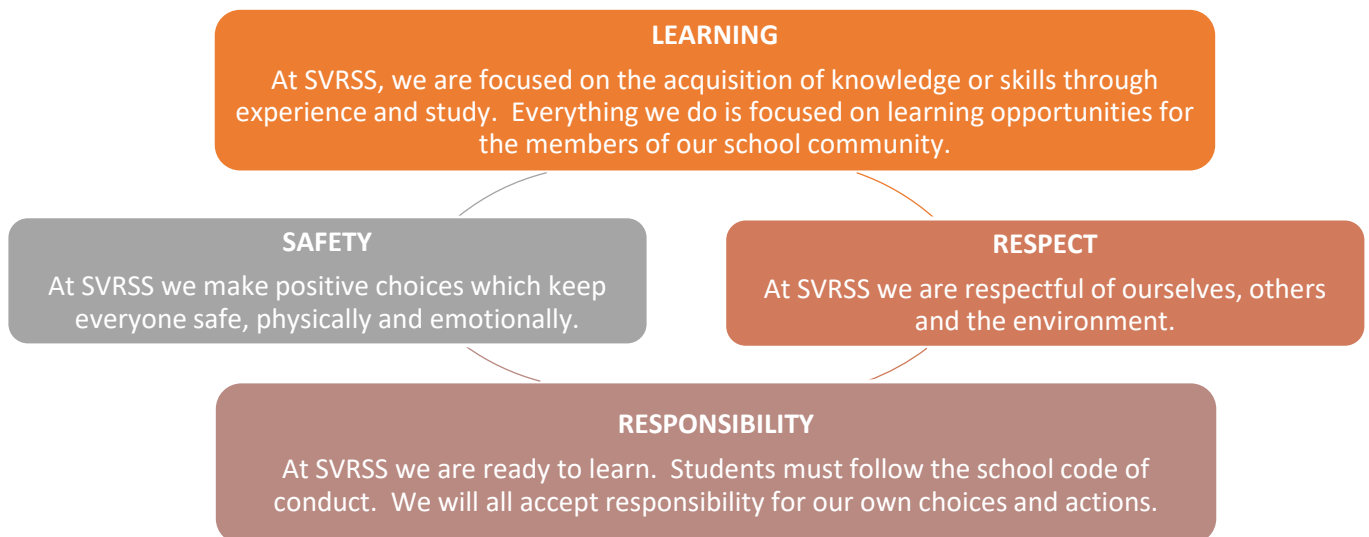 LEARNING
At SVRSS, we are focused on the acquisition of knowledge or skills through
experience and study.  Everything we do is focused on learning opportunities for
the members of our school community.
SAFETY
At SVRSS we make positive choices which keep
everyone safe, physically and emotionally.
RESPECT
At SVRSS we are respectful of ourselves, others
and the environment.
RESPONSIBILITY
At SVRSS we are ready to learn.  Students must follow the school code of
conduct.  We will all accept responsibility for our own choices and actions.